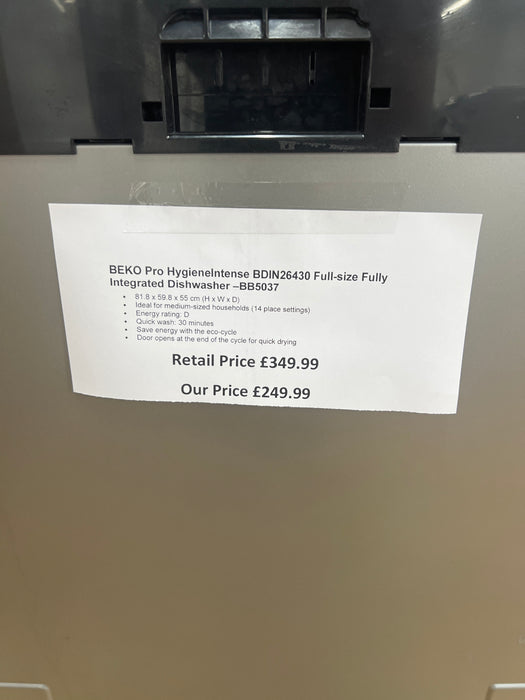 BEKO Pro HygieneIntense BDIN26430 Full-size Fully
Integrated Dishwasher –BB5037
• 81.8 x 59.8 x 55 cm (H x W x D)
• Ideal for medium-sized households (14 place settings)
• Energy rating: D
• Quick wash: 30 minutes
• Save energy with the eco-cycle
• Door opens at the end of the cycle for quick drying
Retail Price £349.99
Our Price £249.99